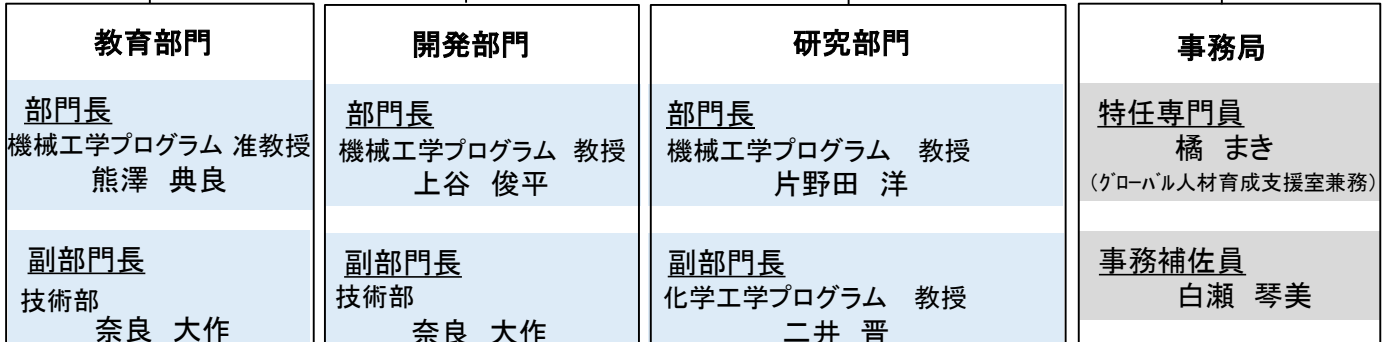 教育部門
部門長
機械工学プログラム 准教授
熊澤 典良
副部門長
技術部
奈良 大作
開発部門
部門長
機械工学プログラム 教授
上谷 俊平
副部門長
技術部
奈良 大作
研究部門
部門長
機械工学プログラム 教授
片野田 洋
副部門長
化学工学プログラム 教授
二井 晋
事務局
特任専門員
橘 まき
(グローバル人材育成支援室兼務)
事務補佐員
白瀬 琴美